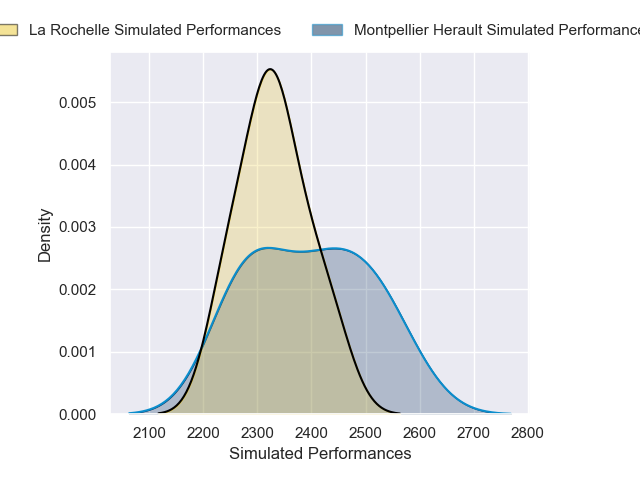 La Rochelle Simulated Performances
Montpellier Herault Simulated Performance
0.005
0.004
0.003
0.002
0.001
0.000
Density
2100 2200 2300 2400 2500 2600 2700 2800
Simulated Performances